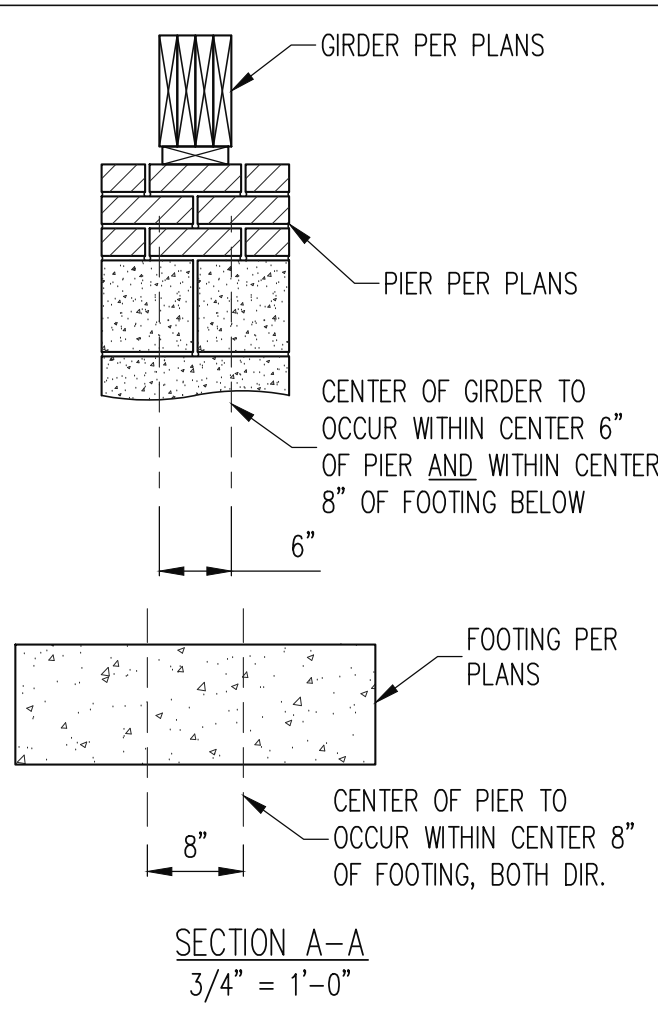 GIRDER PER PLANS
PIER PER PLANS
CENTER OF GIRDER TO
OCCUR WITHIN CENTER 6”
OF PIER AND WITHIN CENTER
8” OF FOOTING BELOW
6”
FOOTING PER
PLANS
CENTER OF PIER TO
OCCUR WITHIN CENTER 8”
OF FOOTING, BOTH DIR.
8”
SECTION A-A
3/4” = 1’-0”